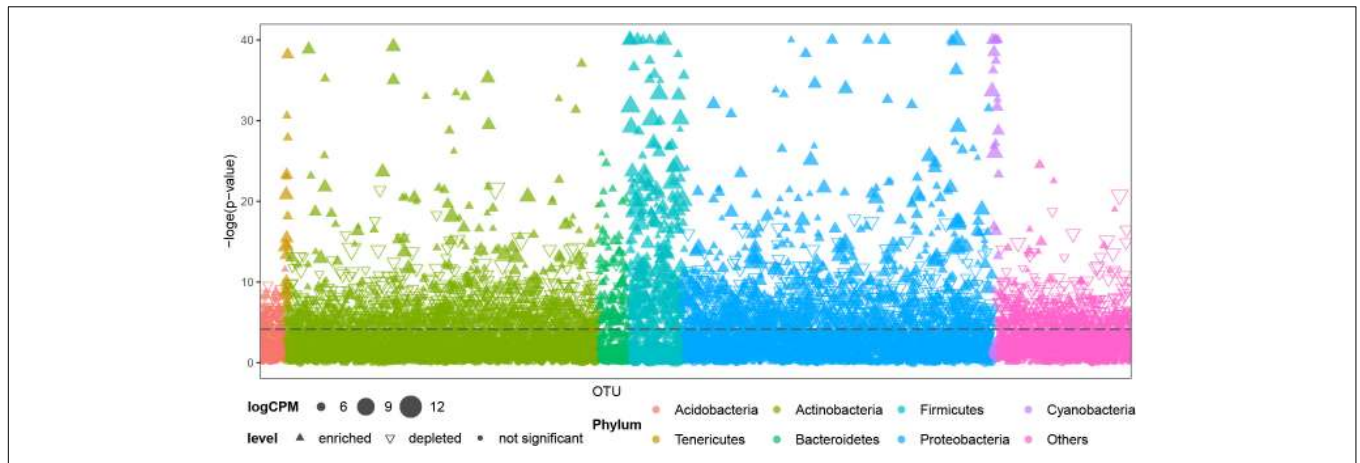 40
30
20
10
0
−loge(p−value)
OTU
logCPM 6 9 12
level enriched depleted not significant
Phylum
Acidobacteria Actinobacteria Firmicutes Cyanobacteria
Tenericutes Bacteroidetes Proteobacteria Others